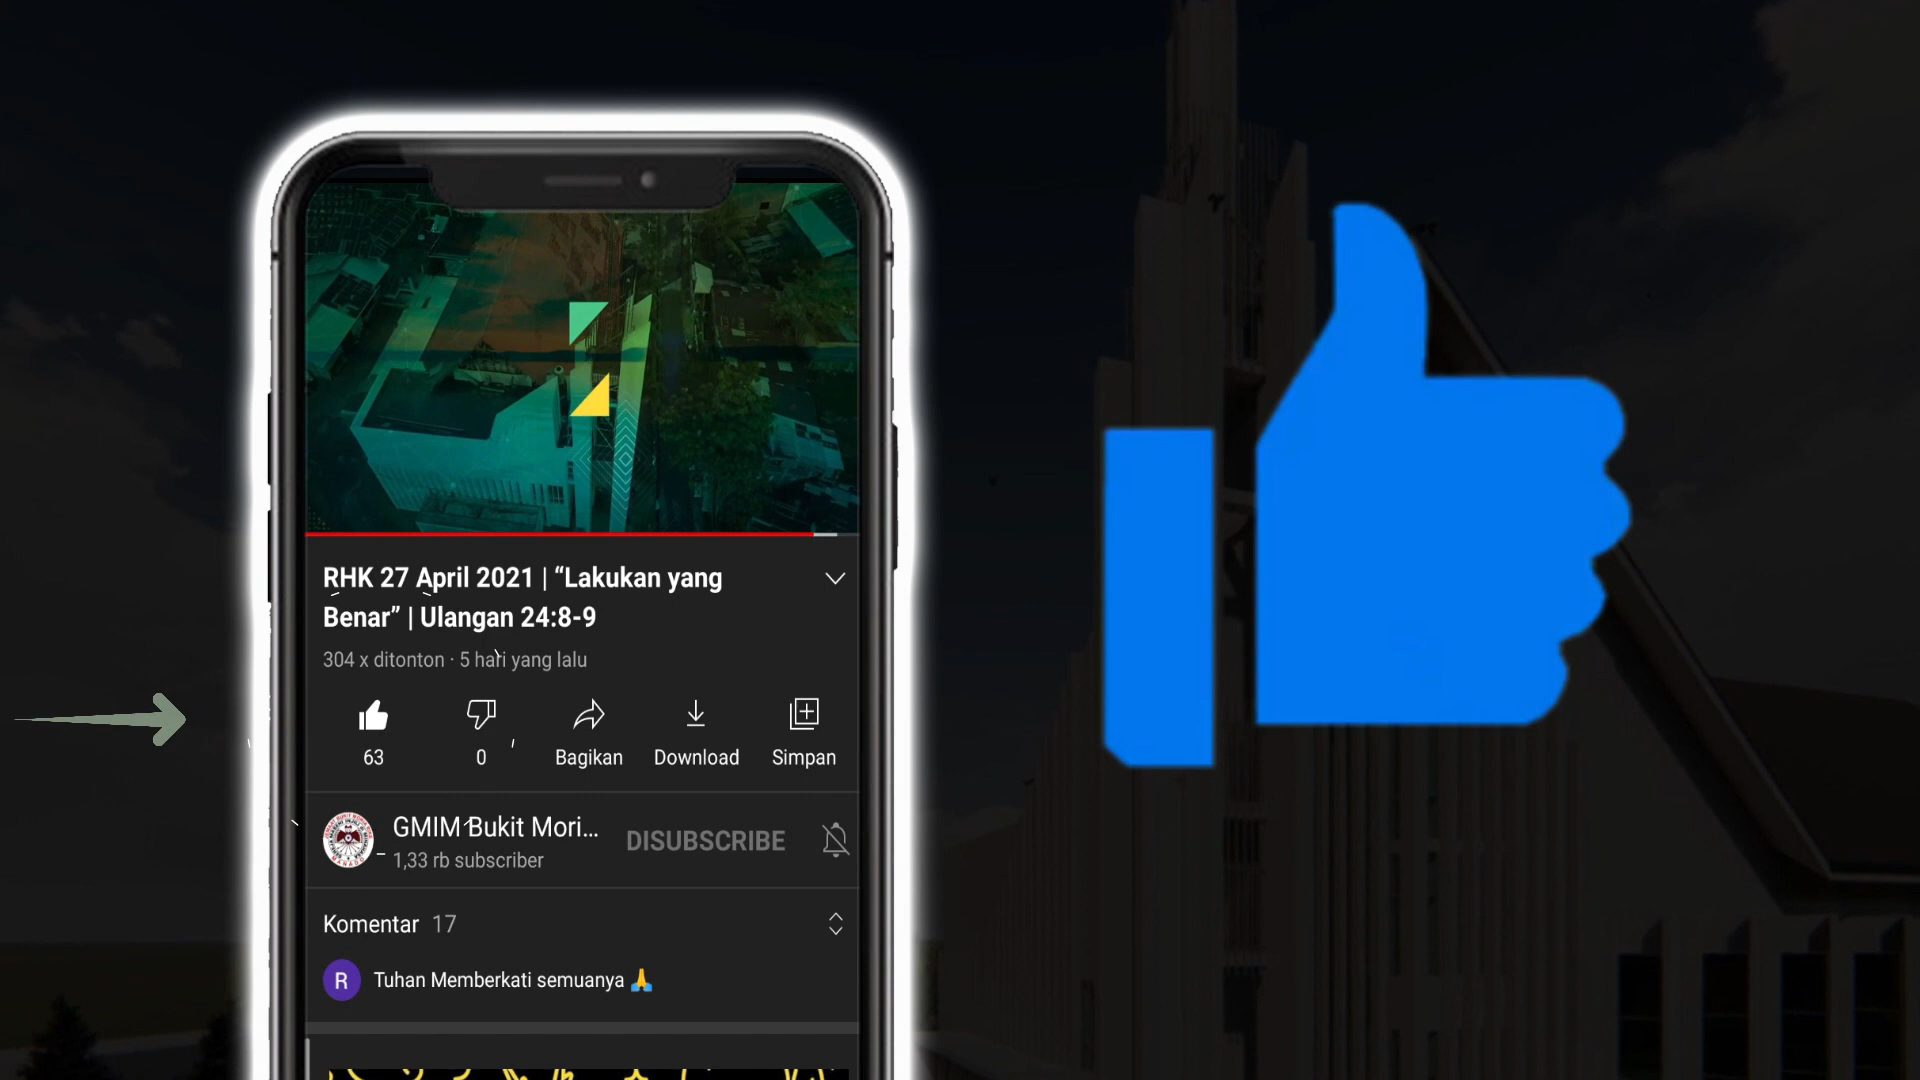 RHK 27 April 2021 | “Lakukan yang
Benar” | Ulangan 24:8-9
304 x ditonton · 5 hari yang lalu
63
0
Bagikan
Download
Simpan
GMIM Bukit Mori...
DISUBSCRIBE
1,33 rb subscriber
Komentar 17
R
Tuhan Memberkati semuanya 🙏